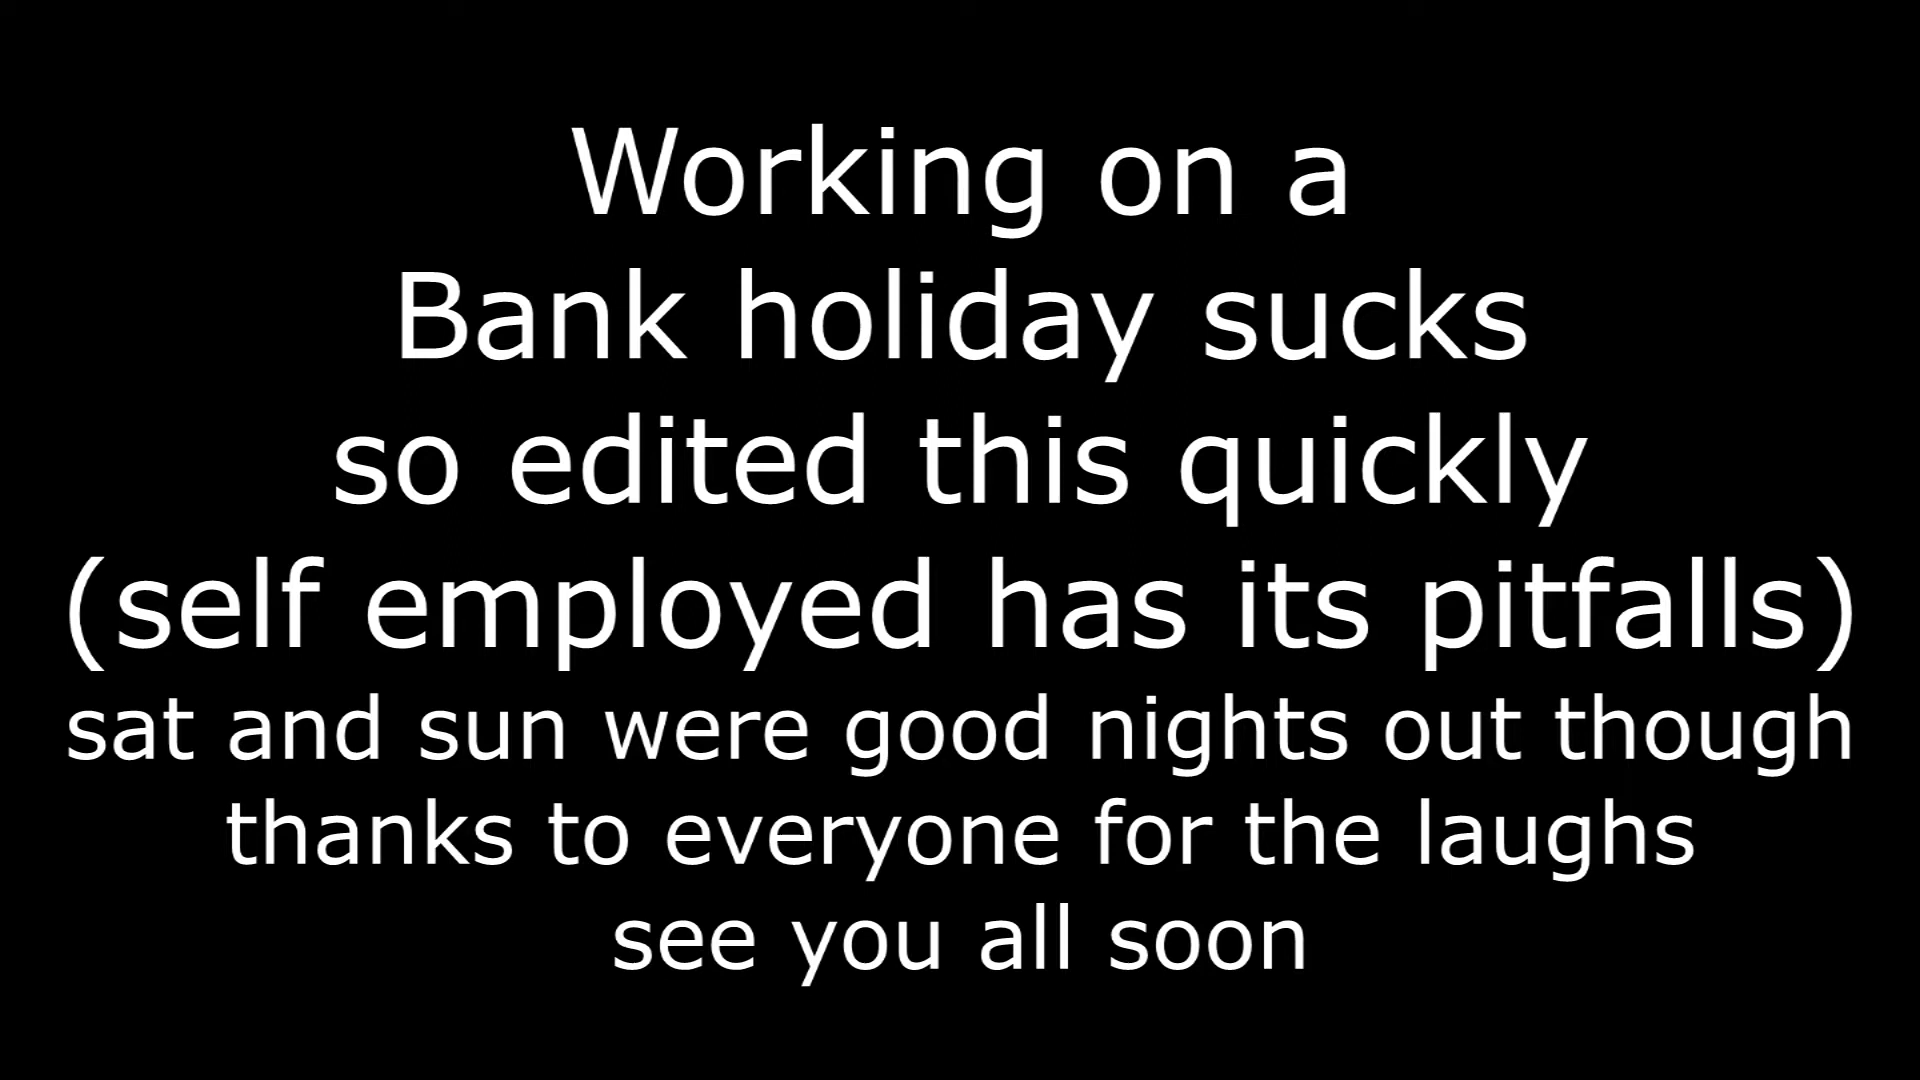 Working on a
Bank holiday sucks
so edited this quickly
(self employed has its pitfalls)
sat and sun were good nights out though
thanks to everyone for the laughs
see you all soon